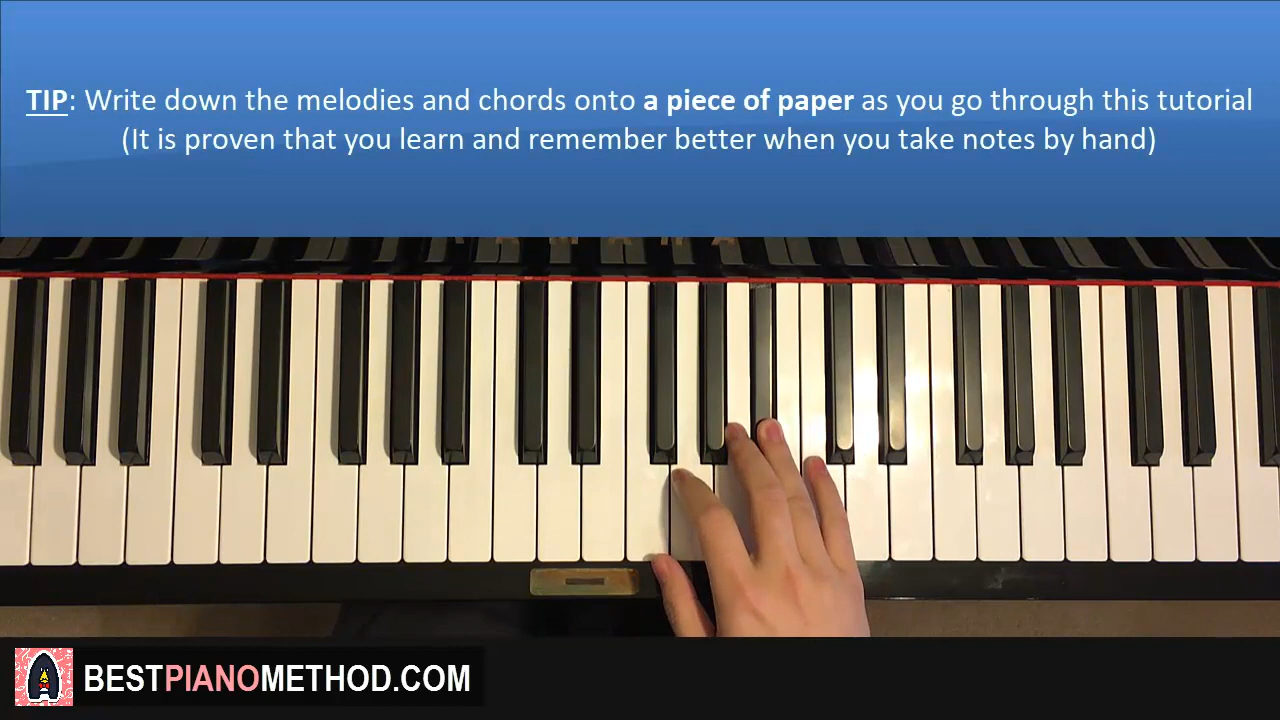 TIP: Write down the melodies and chords onto a piece of paper as you go through this tutorial
(It is proven that you learn and remember better when you take notes by hand)
BESTPIANOMETHOD.COM